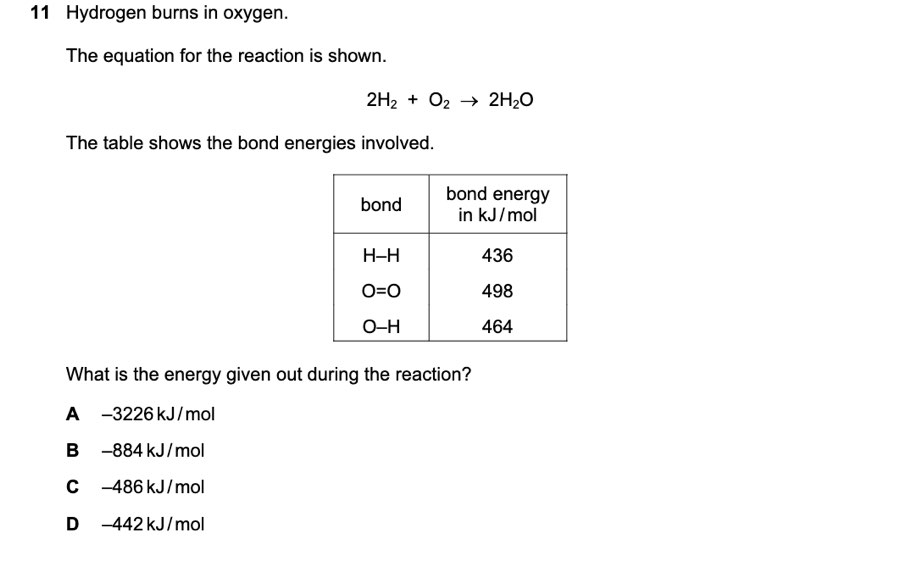 11 Hydrogen burns in oxygen.
The equation for the reaction is shown.
2H₂ + O₂ → 2H₂O
The table shows the bond energies involved.
bond bond energy
in kJ/mol
H–H 436
O=O 498
O–H 464
What is the energy given out during the reaction?
A –3226 kJ/mol
B –884 kJ/mol
C –486 kJ/mol
D –442 kJ/mol